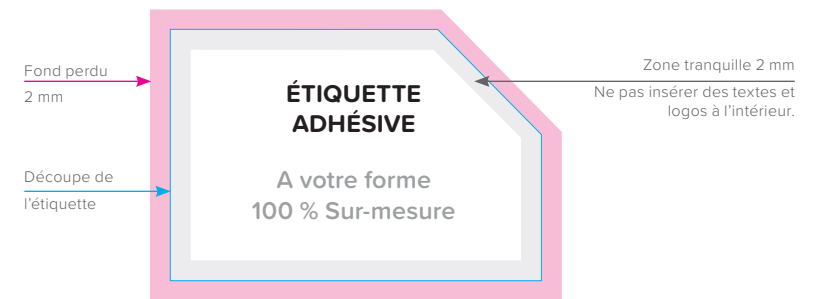 Fond perdu
2 mm
Découpe de
l'étiquette
ÉTIQUETTE
ADHÉSIVE
A votre forme
100 % Sur-mesure
Zone tranquille 2 mm
Ne pas insérer des textes et
logos à l'intérieur.